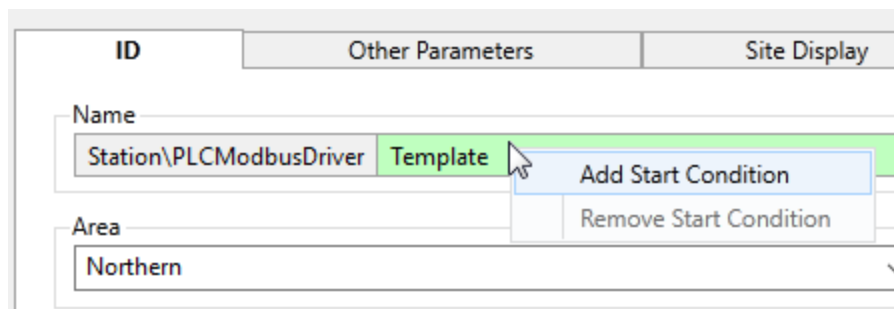 ID Other Parameters Site Display
Name
Station\PLCModbusDriver Template
Add Start Condition
Remove Start Condition
Area
Northern